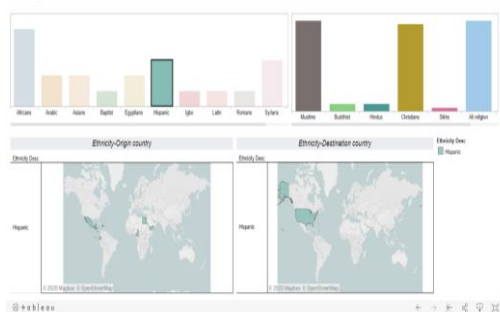 Africans Arabic Asians Baptist Egyptians Hispanic Igbo Latin Romans Syrians
Muslims Buddhist Hindus Christians Sikhs All religion
Ethnicity-Origin country
Ethnicity-Destination country
Ethnicity Desc
Hispanic
Ethnicity Desc
Hispanic
© 2020 Mapbox © OpenStreetMap
Ethnicity Desc
Hispanic
© 2020 Mapbox © OpenStreetMap
+ableau